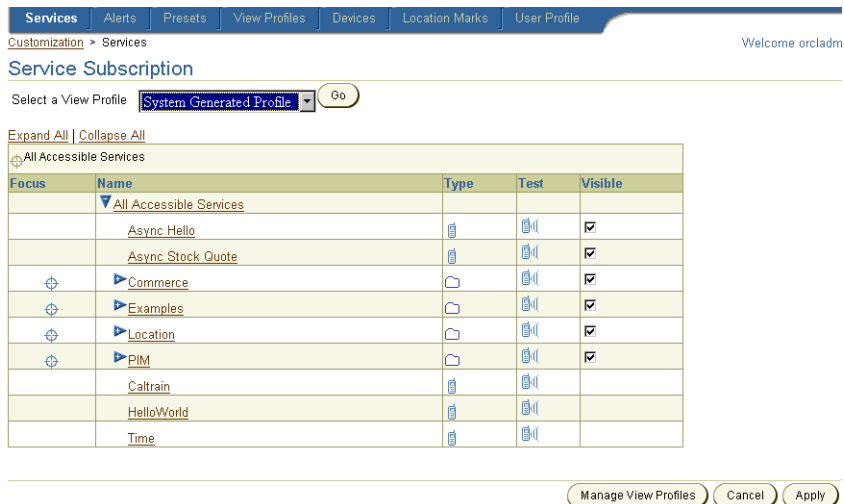 Services Alerts Presets View Profiles Devices Location Marks User Profile
Customization > Services Welcome orcladm
Service Subscription
Select a View Profile System Generated Profile Go
Expand All | Collapse All
All Accessible Services
Focus Name Type Test Visible
All Accessible Services
Async Hello
Async Stock Quote
Commerce
Examples
Location
PIM
Caltrain
HelloWorld
Time
Manage View Profiles Cancel Apply